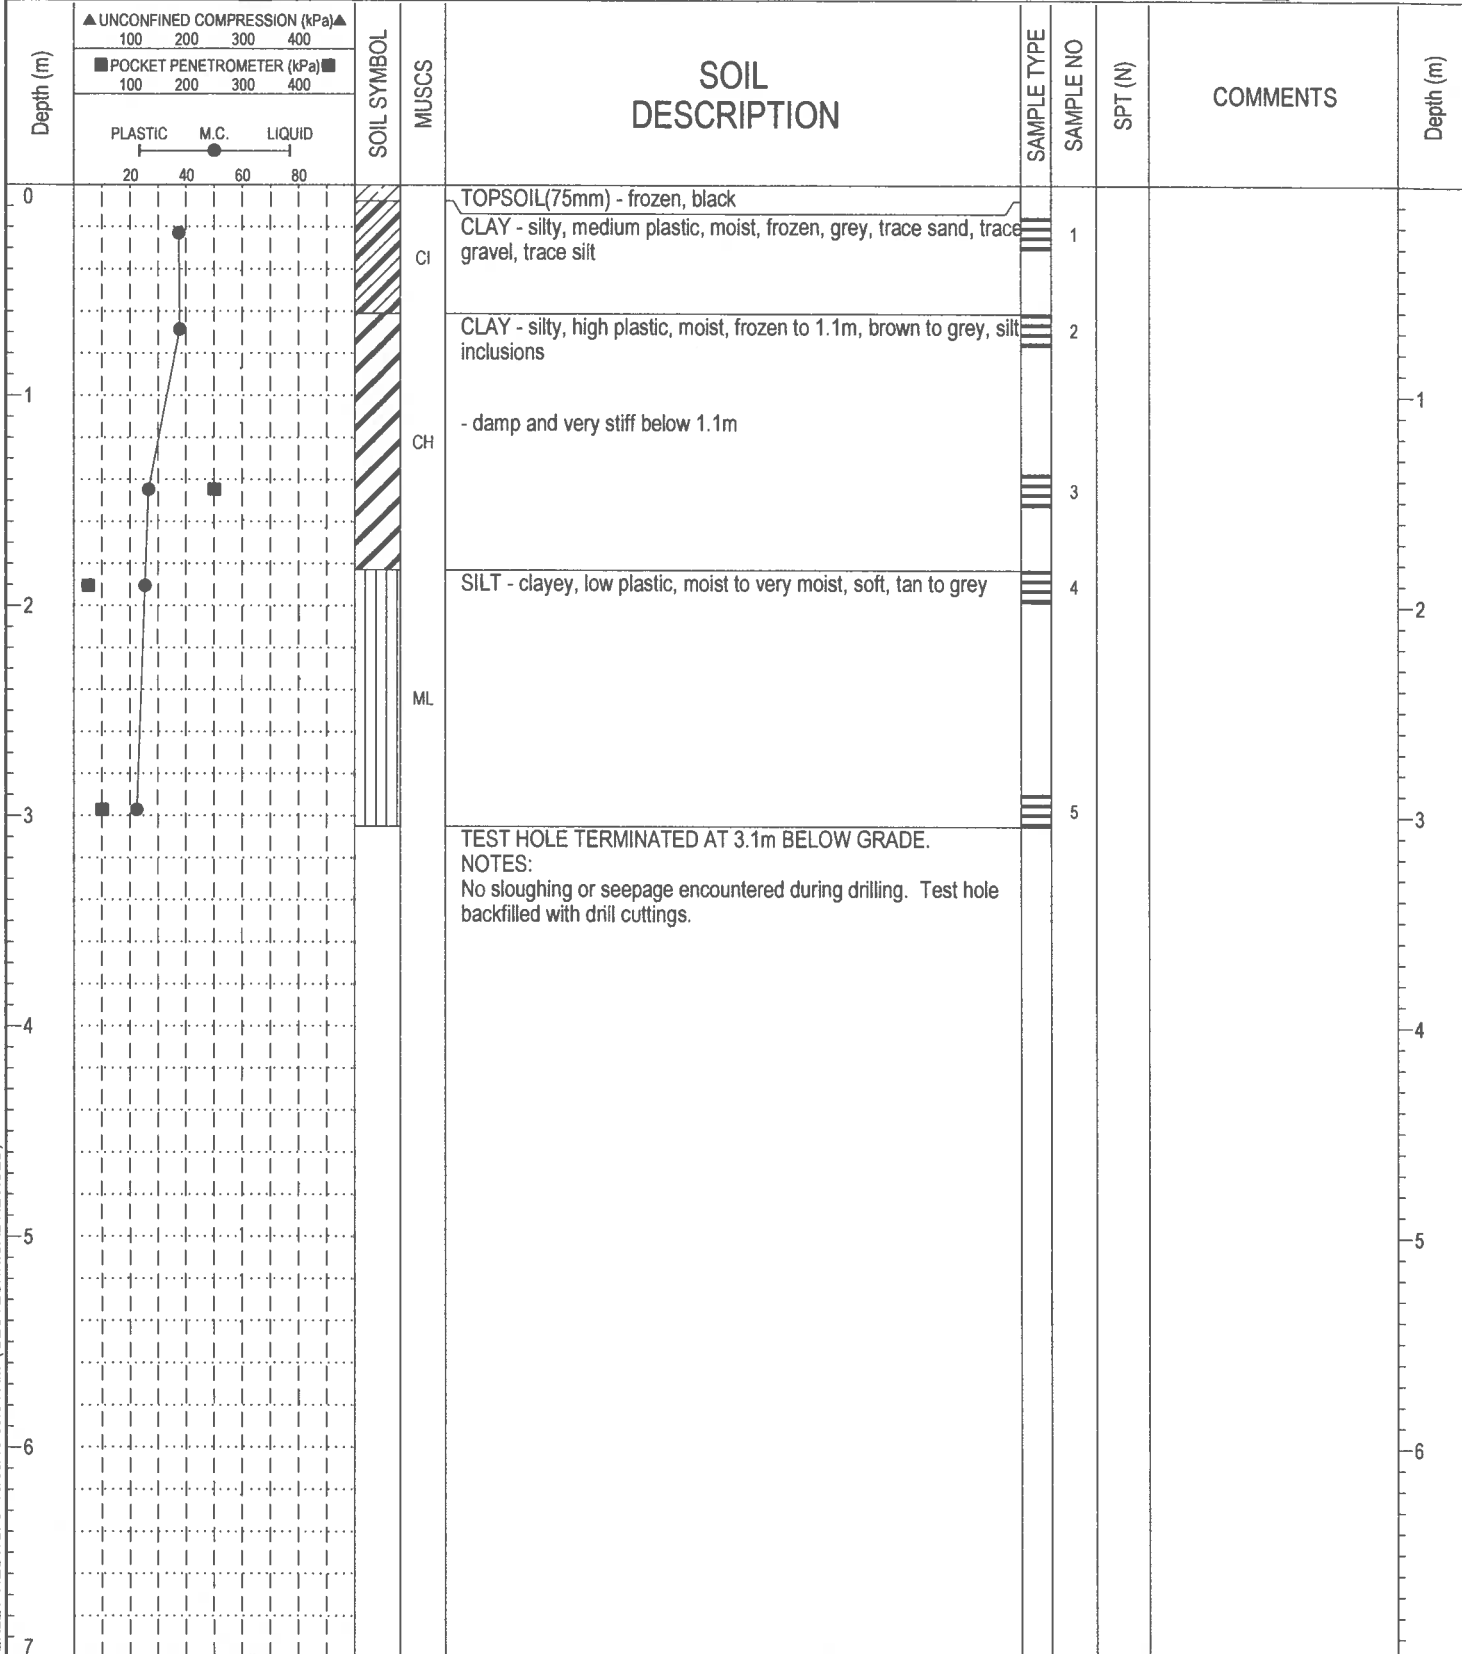 ▲UNCONFINED COMPRESSION (kPa)▲
100 200 300 400
■POCKET PENETROMETER (kPa)■
100 200 300 400
PLASTIC M.C. LIQUID
20 40 60 80
Depth (m)
SOIL SYMBOL
MUSCS
SOIL
DESCRIPTION
SAMPLE TYPE
SAMPLE NO
SPT (N)
COMMENTS
Depth (m)
0
TOPSOIL(75mm) - frozen, black
CI
CLAY - silty, medium plastic, moist, frozen, grey, trace sand, trace
gravel, trace silt
1
CLAY - silty, high plastic, moist, frozen to 1.1m, brown to grey, silt
inclusions
2
1
1
CH
- damp and very stiff below 1.1m
3
SILT - clayey, low plastic, moist to very moist, soft, tan to grey
4
2
2
ML
5
3
3
TEST HOLE TERMINATED AT 3.1m BELOW GRADE.
NOTES:
No sloughing or seepage encountered during drilling. Test hole
backfilled with drill cuttings.
4
4
5
5
6
6
7